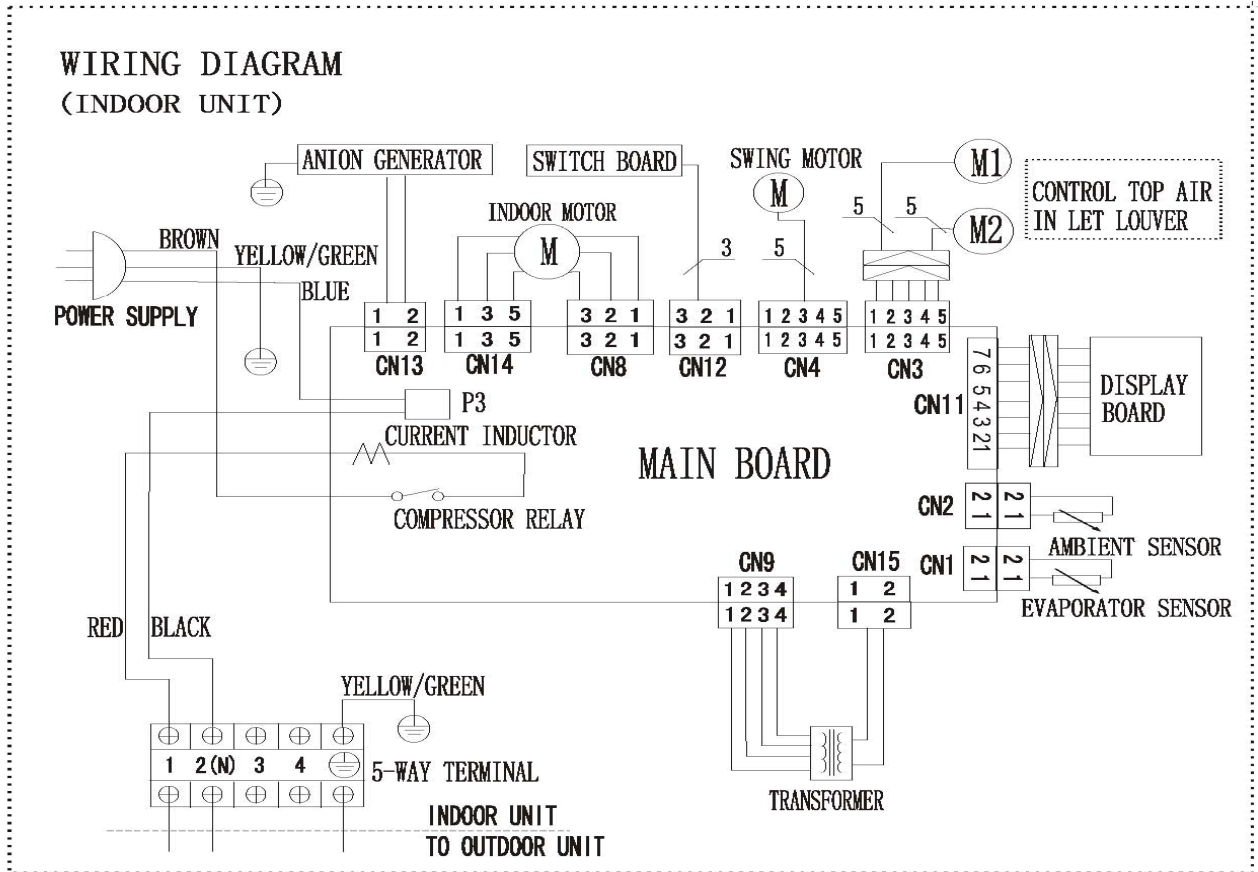 WIRING DIAGRAM
(INDOOR UNIT)
ANION GENERATOR
SWITCH BOARD
SWING MOTOR
M
M1
M2
CONTROL TOP AIR
IN LET LOUVER
INDOOR MOTOR
M
5 5
3 5
BROWN
YELLOW/GREEN
BLUE
POWER SUPPLY
1 2
1 2
CN13
1 3 5
1 3 5
CN14
3 2 1
3 2 1
CN8
3 2 1
3 2 1
CN12
1 2 3 4 5
1 2 3 4 5
CN4
1 2 3 4 5
1 2 3 4 5
CN3
7 6 5 4 3 2 1
CN11
DISPLAY
BOARD
P3
CURRENT INDUCTOR
COMPRESSOR RELAY
MAIN BOARD
CN2
2 1
2 1
AMBIENT SENSOR
CN1
2 1
2 1
EVAPORATOR SENSOR
CN9
1 2 3 4
1 2 3 4
CN15
1 2
1 2
TRANSFORMER
RED
BLACK
YELLOW/GREEN
1 2(N) 3 4
5-WAY TERMINAL
INDOOR UNIT
TO OUTDOOR UNIT